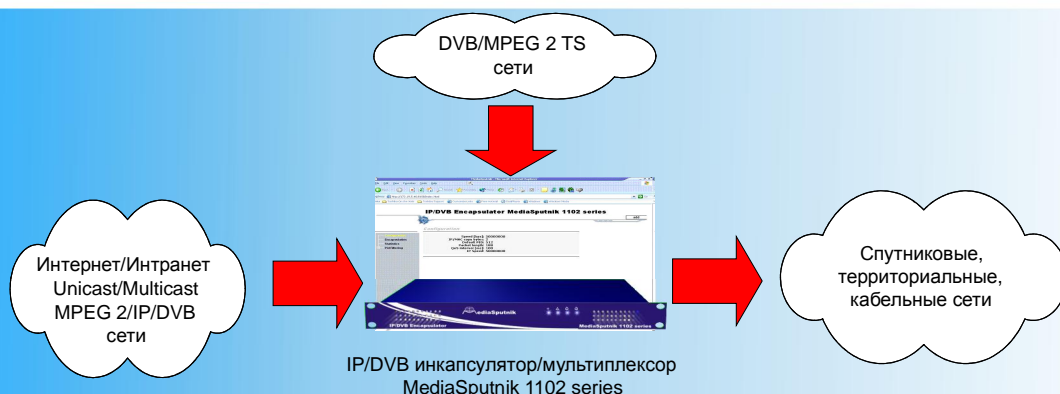 DVB/MPEG 2 TS
сети
IP/DVB Encapsulator MediaSputnik 1102 series
Configuration
Интернет/Интранет
Unicast/Multicast
MPEG 2/IP/DVB
сети
Спутниковые,
территориальные,
кабельные сети
MediaSputnik
IP/DVB Encapsulator
MediaSputnik 1102 series
IP/DVB инкапсулятор/мультиплексор
MediaSputnik 1102 series